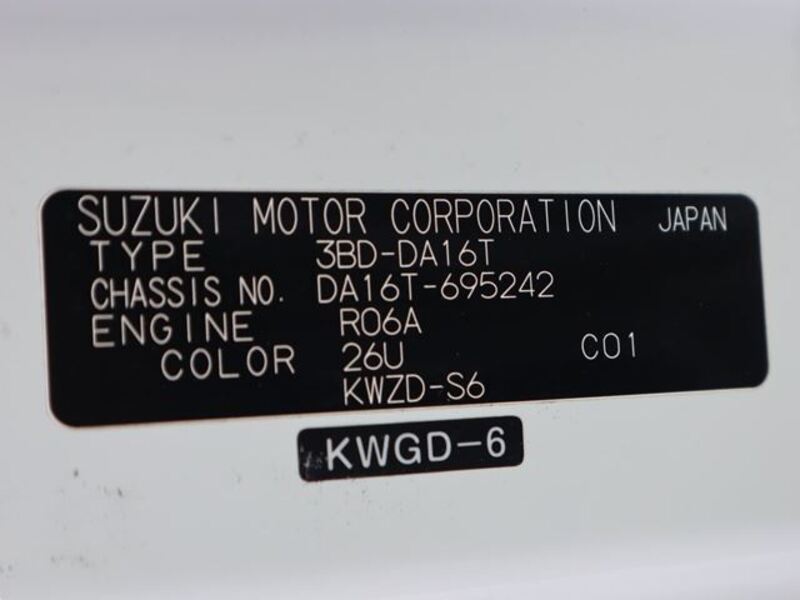 SUZUKI MOTOR CORPORATION JAPAN
TYPE 3BD-DA16T
CHASSIS NO. DA16T-695242
ENGINE R06A
COLOR 26U C01
KWZD-S6
KWGD-6